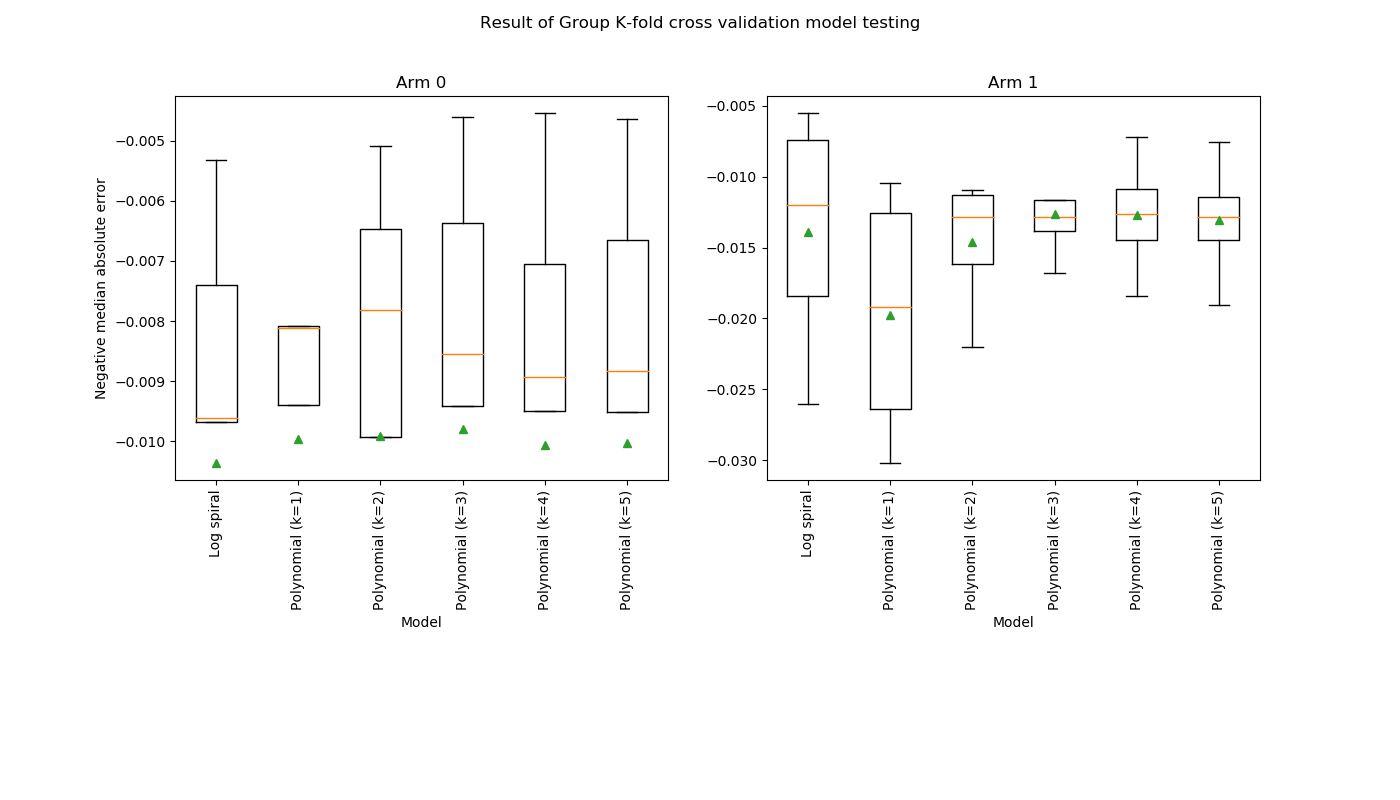 Result of Group K-fold cross validation model testing
Arm 0
Negative median absolute error
−0.005
−0.006
−0.007
−0.008
−0.009
−0.010
Log spiral
Polynomial (k=1)
Polynomial (k=2)
Polynomial (k=3)
Polynomial (k=4)
Polynomial (k=5)
Model
Arm 1
−0.005
−0.010
−0.015
−0.020
−0.025
−0.030
Log spiral
Polynomial (k=1)
Polynomial (k=2)
Polynomial (k=3)
Polynomial (k=4)
Polynomial (k=5)
Model